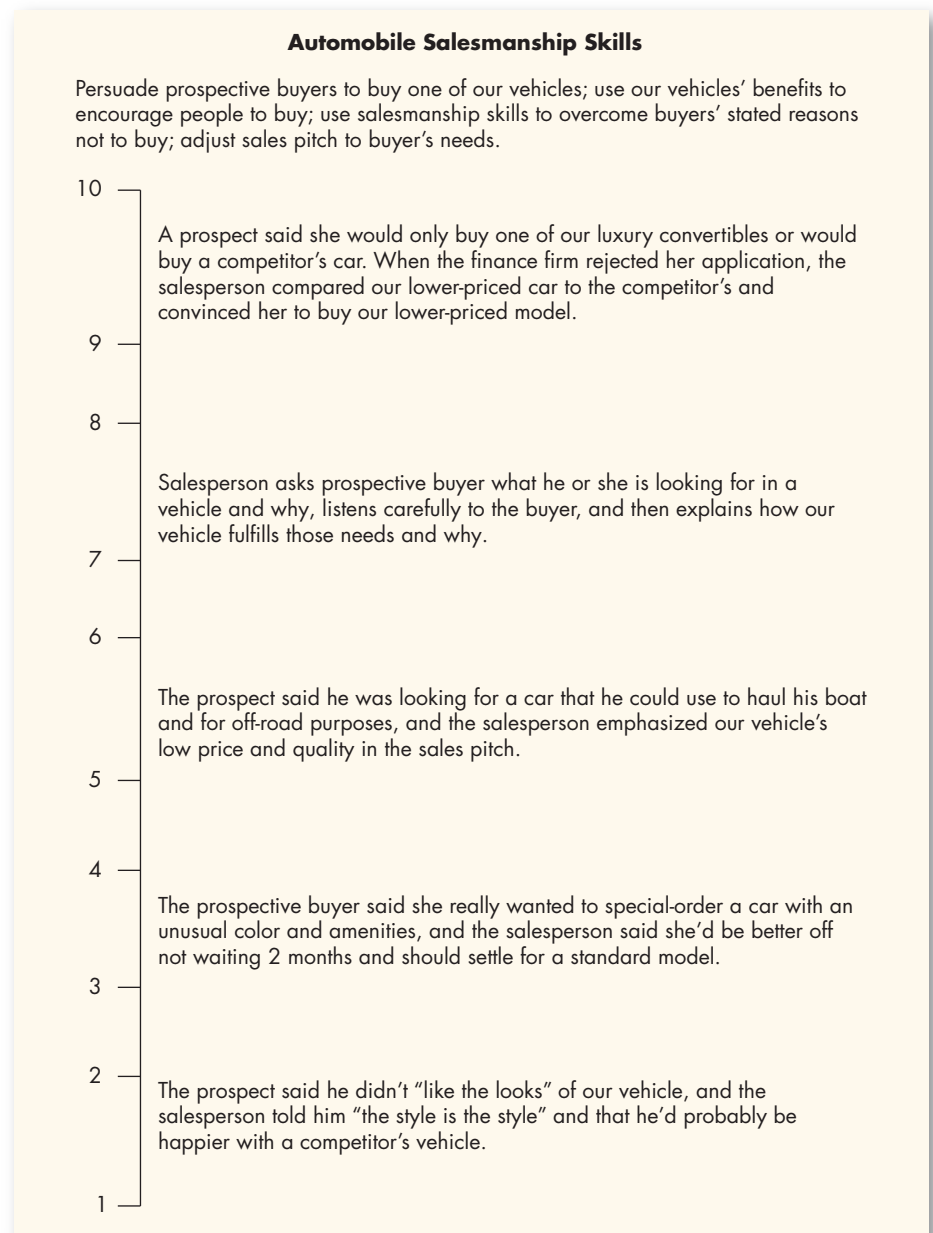 Automobile Salesmanship Skills
Persuade prospective buyers to buy one of our vehicles; use our vehicles’ benefits to
encourage people to buy; use salesmanship skills to overcome buyers’ stated reasons
not to buy; adjust sales pitch to buyer’s needs.
10
A prospect said she would only buy one of our luxury convertibles or would
buy a competitor’s car. When the finance firm rejected her application, the
salesperson compared our lower-priced car to the competitor’s and
convinced her to buy our lower-priced model.
9
8
Salesperson asks prospective buyer what he or she is looking for in a
vehicle and why, listens carefully to the buyer, and then explains how our
vehicle fulfills those needs and why.
7
6
The prospect said he was looking for a car that he could use to haul his boat
and for off-road purposes, and the salesperson emphasized our vehicle’s
low price and quality in the sales pitch.
5
4
The prospective buyer said she really wanted to special-order a car with an
unusual color and amenities, and the salesperson said she’d be better off
not waiting 2 months and should settle for a standard model.
3
2
The prospect said he didn’t “like the looks” of our vehicle, and the
salesperson told him “the style is the style” and that he’d probably be
happier with a competitor’s vehicle.
1